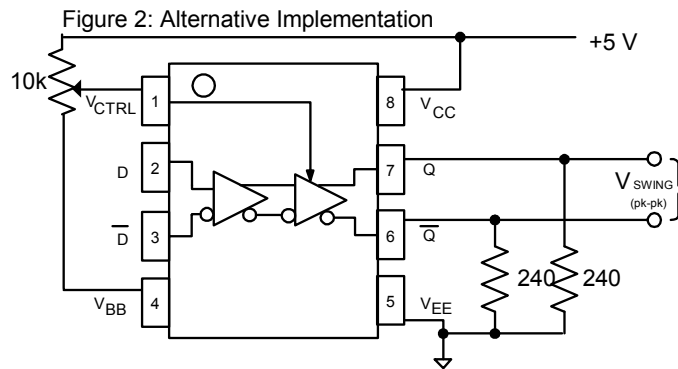 Figure 2: Alternative Implementation
+5 V
10k
VCTRL
1
8
VCC
D
2
7
Q
VSWING
(pk-pk)
D̅
3
6
Q̅
240
240
VBB
4
5
VEE